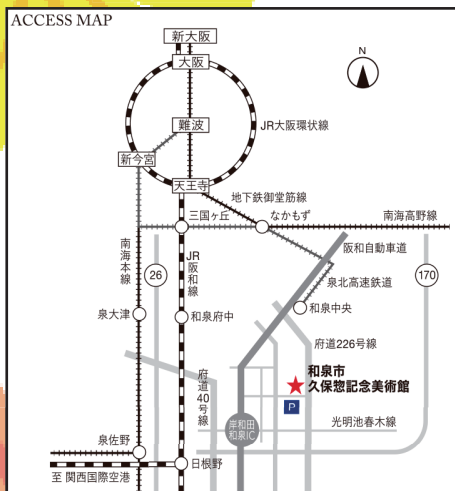 ACCESS MAP
新大阪
大阪
N
難波
JR大阪環状線
新今宮
天王寺
地下鉄御堂筋線
三国ヶ丘
なかもず
南海高野線
南海本線
26
JR阪和線
阪和自動車道
泉北高速鉄道
170
泉大津
和泉府中
和泉中央
府道226号線
府道40号線
和泉市
久保惣記念美術館
P
岸和田
和泉IC
光明池春木線
泉佐野
日根野
至 関西国際空港